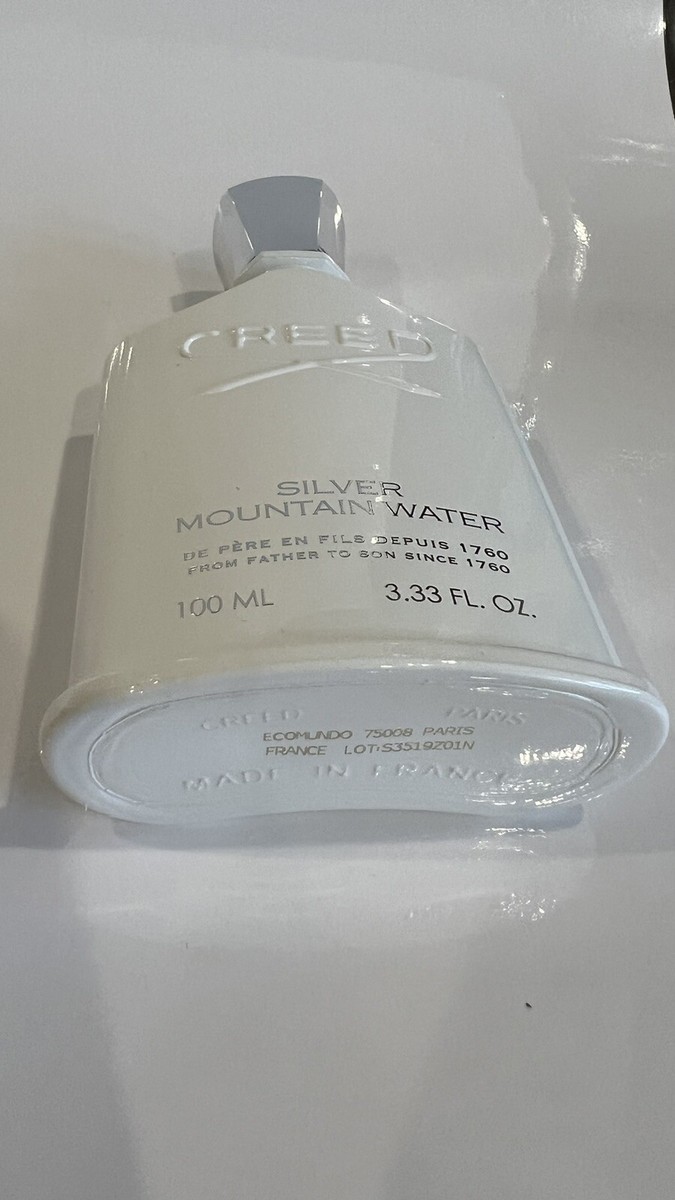 CREED
SILVER
MOUNTAIN WATER
DE PÈRE EN FILS DEPUIS 1760
FROM FATHER TO SON SINCE 1760
100 ML 3.33 FL. OZ.
CREED PARIS
ECOMUNDO 75008 PARIS
FRANCE LOT:S3519Z01N
MADE IN FRANCE